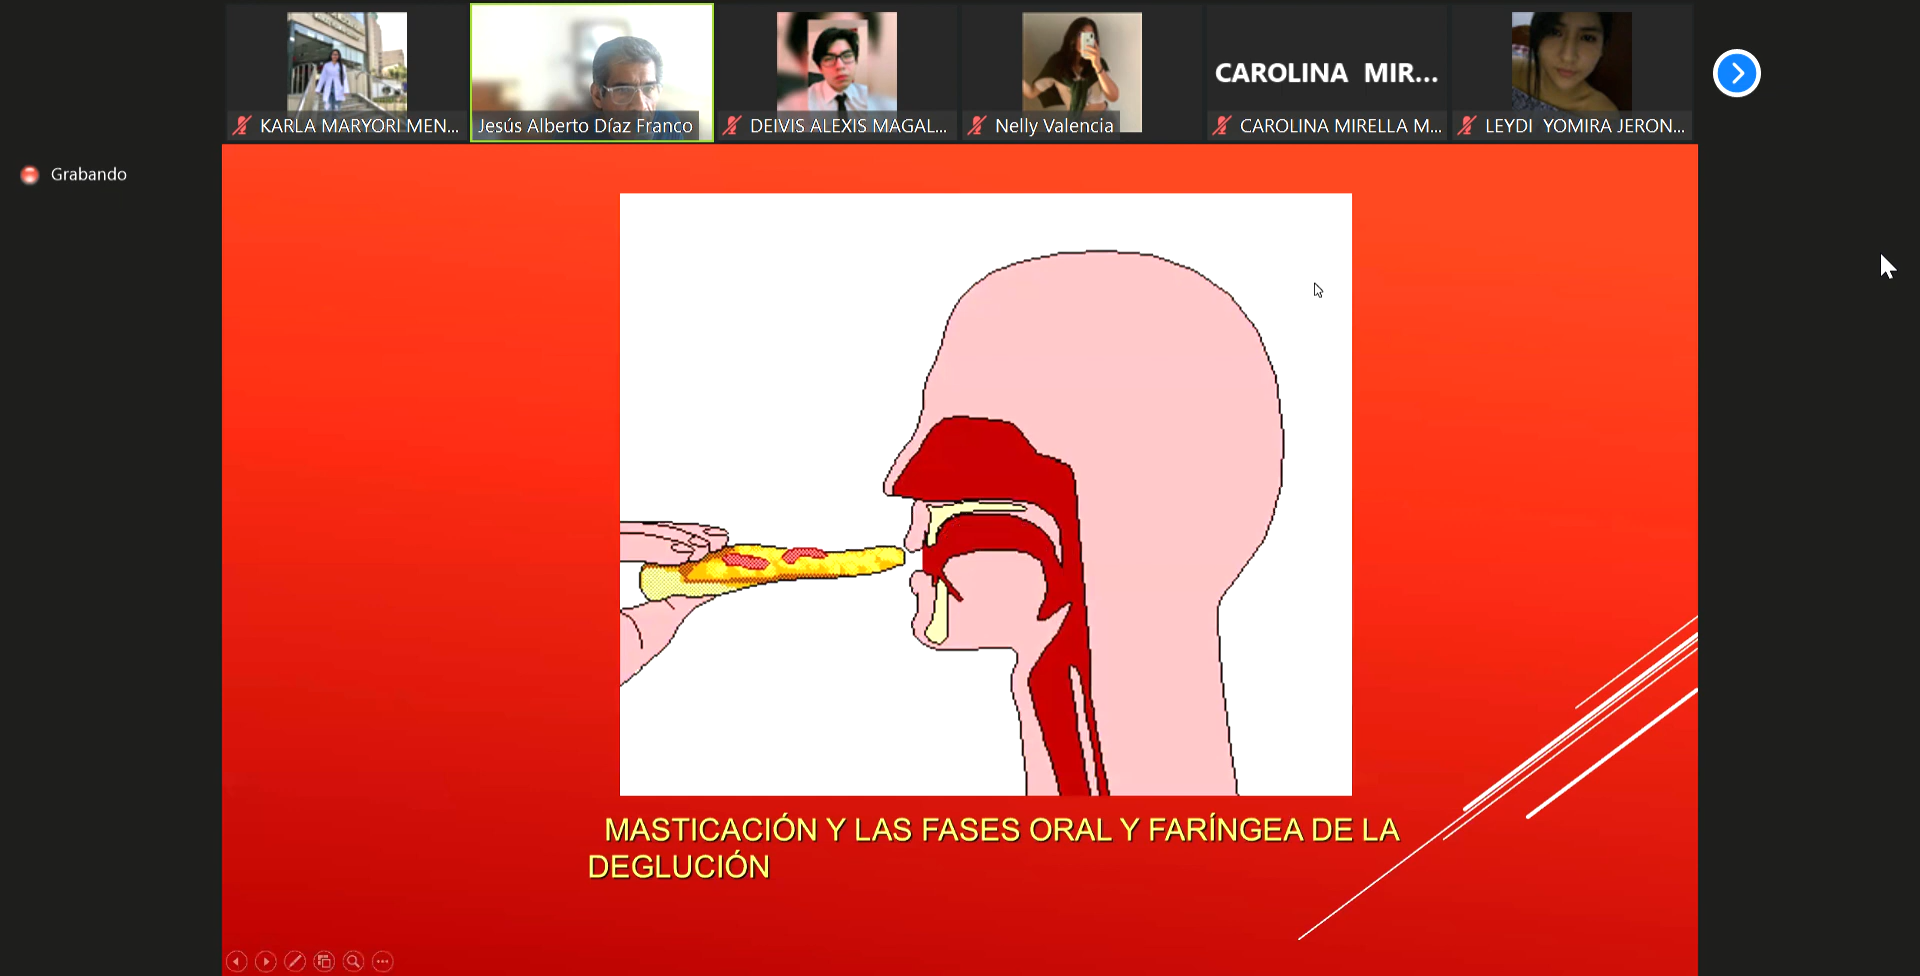 KARLA MARYORI MEN...
Jesús Alberto Díaz Franco
DEIVIS ALEXIS MAGAL...
Nelly Valencia
CAROLINA MIR...
CAROLINA MIRELLA M...
LEYDI YOMIRA JERON...
Grabando
MASTICACIÓN Y LAS FASES ORAL Y FARÍNGEA DE LA
DEGLUCIÓN